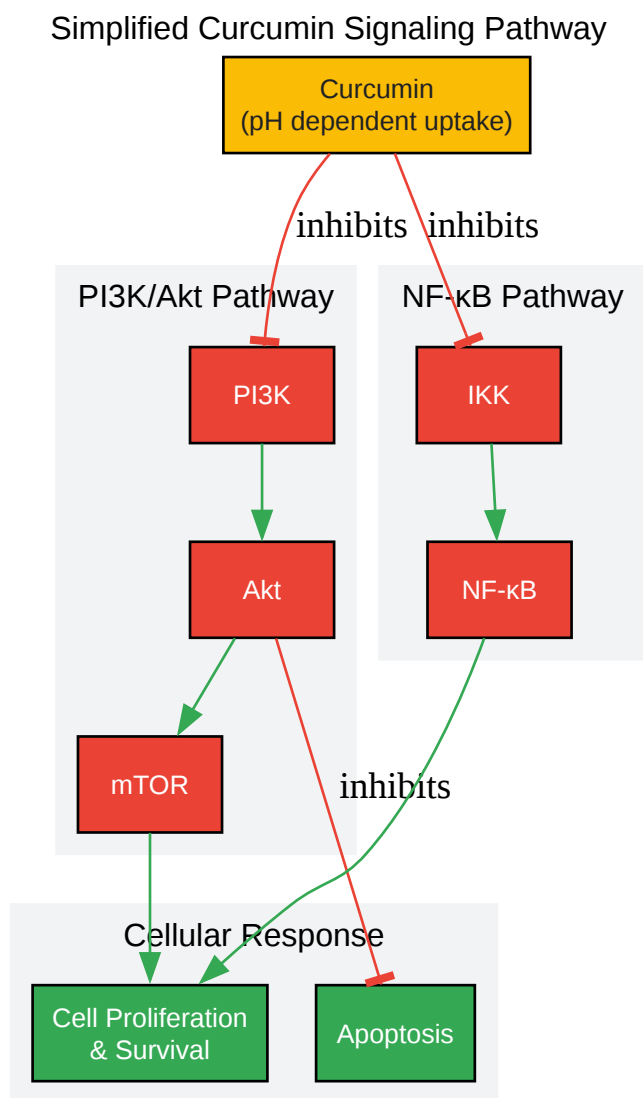 Simplified Curcumin Signaling Pathway
Curcumin
(pH dependent uptake)
inhibits
inhibits
PI3K/Akt Pathway
NF-κB Pathway
PI3K
IKK
Akt
NF-κB
mTOR
inhibits
Cellular Response
Cell Proliferation
& Survival
Apoptosis